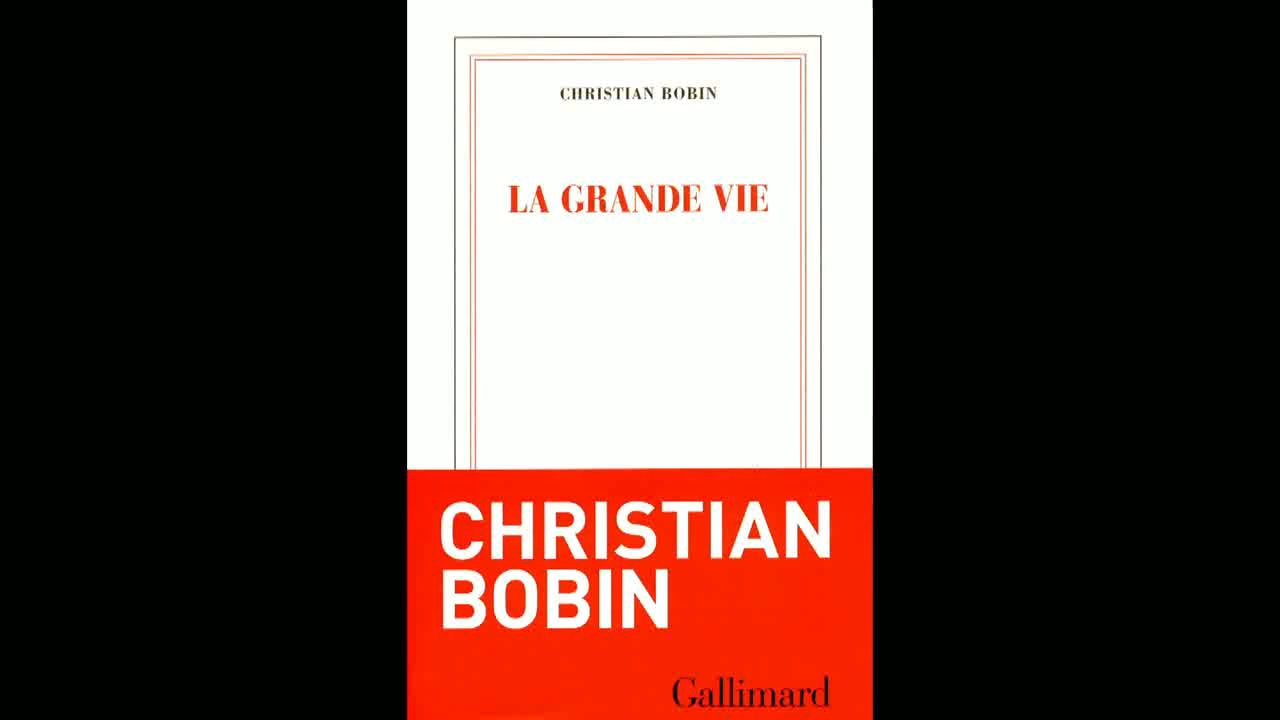 CHRISTIAN BOBIN
LA GRANDE VIE
CHRISTIAN
BOBIN
Gallimard